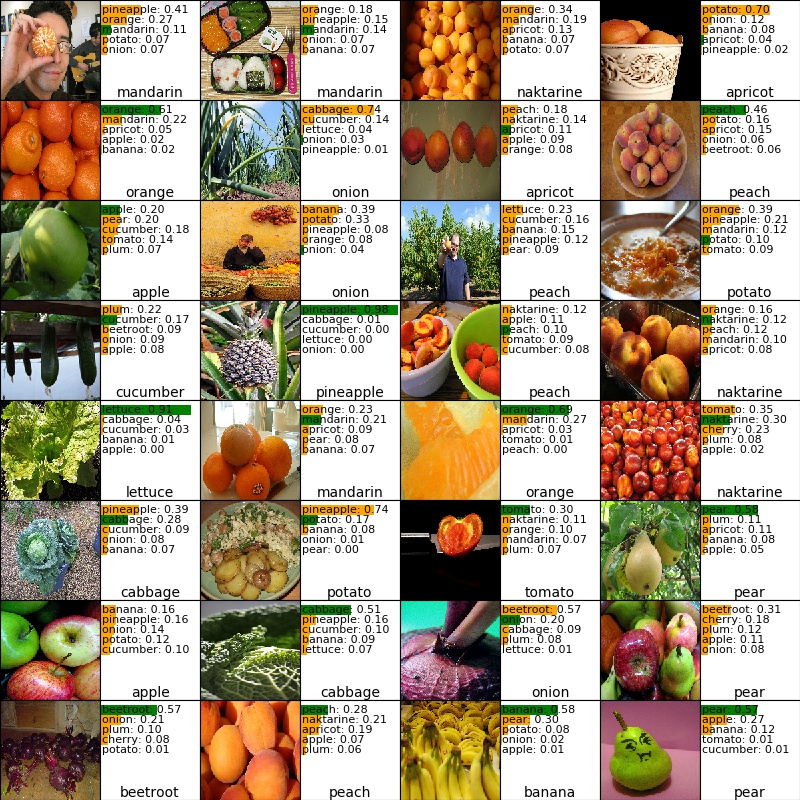 pineapple: 0.41
orange: 0.27
mandarin: 0.11
potato: 0.07
onion: 0.07
mandarin
orange: 0.18
pineapple: 0.15
mandarin: 0.14
onion: 0.07
banana: 0.07
mandarin
orange: 0.34
mandarin: 0.19
apricot: 0.13
banana: 0.07
potato: 0.07
naktarine
potato: 0.70
onion: 0.12
banana: 0.08
apricot: 0.04
pineapple: 0.02
apricot
orange: 0.61
mandarin: 0.22
apricot: 0.05
apple: 0.02
banana: 0.02
orange
cabbage: 0.74
cucumber: 0.14
lettuce: 0.04
onion: 0.03
pineapple: 0.01
onion
peach: 0.18
naktarine: 0.14
apricot: 0.11
apple: 0.09
orange: 0.08
apricot
peach: 0.46
potato: 0.16
apricot: 0.15
onion: 0.06
beetroot: 0.06
peach
apple: 0.20
pear: 0.20
cucumber: 0.18
tomato: 0.14
plum: 0.07
apple
banana: 0.39
potato: 0.33
pineapple: 0.08
orange: 0.08
onion: 0.04
onion
lettuce: 0.23
cucumber: 0.16
banana: 0.15
pineapple: 0.12
pear: 0.09
peach
orange: 0.39
pineapple: 0.21
mandarin: 0.12
potato: 0.10
tomato: 0.09
potato
plum: 0.22
cucumber: 0.17
beetroot: 0.09
onion: 0.09
apple: 0.08
cucumber
pineapple: 0.98
cabbage: 0.01
cucumber: 0.00
lettuce: 0.00
onion: 0.00
pineapple
naktarine: 0.12
apple: 0.11
peach: 0.10
tomato: 0.09
cucumber: 0.08
peach
orange: 0.16
naktarine: 0.12
peach: 0.12
mandarin: 0.10
apricot: 0.08
naktarine
lettuce: 0.91
cabbage: 0.04
cucumber: 0.03
banana: 0.01
apple: 0.00
lettuce
orange: 0.23
mandarin: 0.21
apricot: 0.09
pear: 0.08
banana: 0.07
mandarin
orange: 0.69
mandarin: 0.27
apricot: 0.03
tomato: 0.01
peach: 0.00
orange
tomato: 0.35
naktarine: 0.30
cherry: 0.23
plum: 0.08
apple: 0.02
naktarine
pineapple: 0.39
cabbage: 0.28
cucumber: 0.09
onion: 0.08
banana: 0.07
cabbage
pineapple: 0.74
potato: 0.17
banana: 0.08
onion: 0.01
pear: 0.00
potato
tomato: 0.30
naktarine: 0.11
orange: 0.10
mandarin: 0.07
plum: 0.07
tomato
pear: 0.58
plum: 0.11
apricot: 0.11
banana: 0.08
apple: 0.05
pear
banana: 0.16
pineapple: 0.16
onion: 0.14
potato: 0.12
cucumber: 0.10
apple
cabbage: 0.51
pineapple: 0.16
cucumber: 0.10
banana: 0.09
lettuce: 0.07
cabbage
beetroot: 0.57
onion: 0.20
cabbage: 0.09
plum: 0.08
lettuce: 0.01
onion
beetroot: 0.31
cherry: 0.18
plum: 0.12
apple: 0.11
onion: 0.08
pear
beetroot: 0.57
onion: 0.21
plum: 0.10
cherry: 0.08
potato: 0.01
beetroot
peach: 0.28
naktarine: 0.21
apricot: 0.19
apple: 0.07
plum: 0.06
peach
banana: 0.58
pear: 0.30
potato: 0.08
onion: 0.02
apple: 0.01
banana
pear: 0.57
apple: 0.27
banana: 0.12
tomato: 0.01
cucumber: 0.01
pear